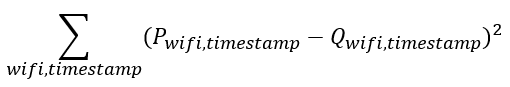 ∑ (P_{wifi,timestamp} − Q_{wifi,timestamp})²
wifi,timestamp